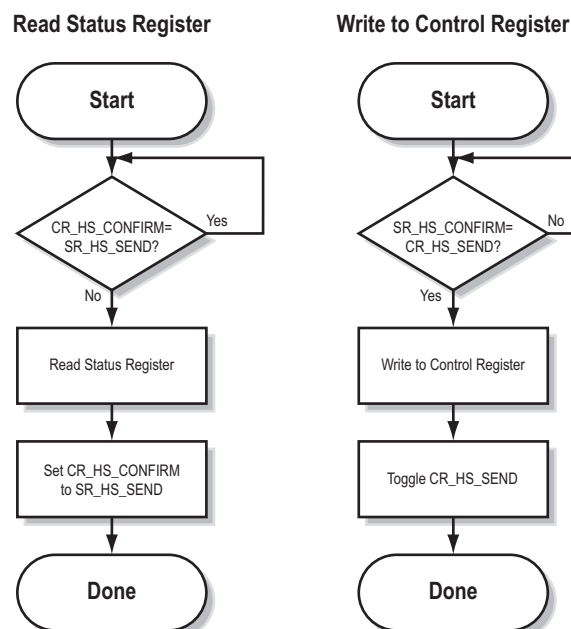 Read Status Register
Start
CR_HS_CONFIRM=
SR_HS_SEND?
Yes
No
Read Status Register
Set CR_HS_CONFIRM
to SR_HS_SEND
Done
Write to Control Register
Start
SR_HS_CONFIRM=
CR_HS_SEND?
No
Yes
Write to Control Register
Toggle CR_HS_SEND
Done